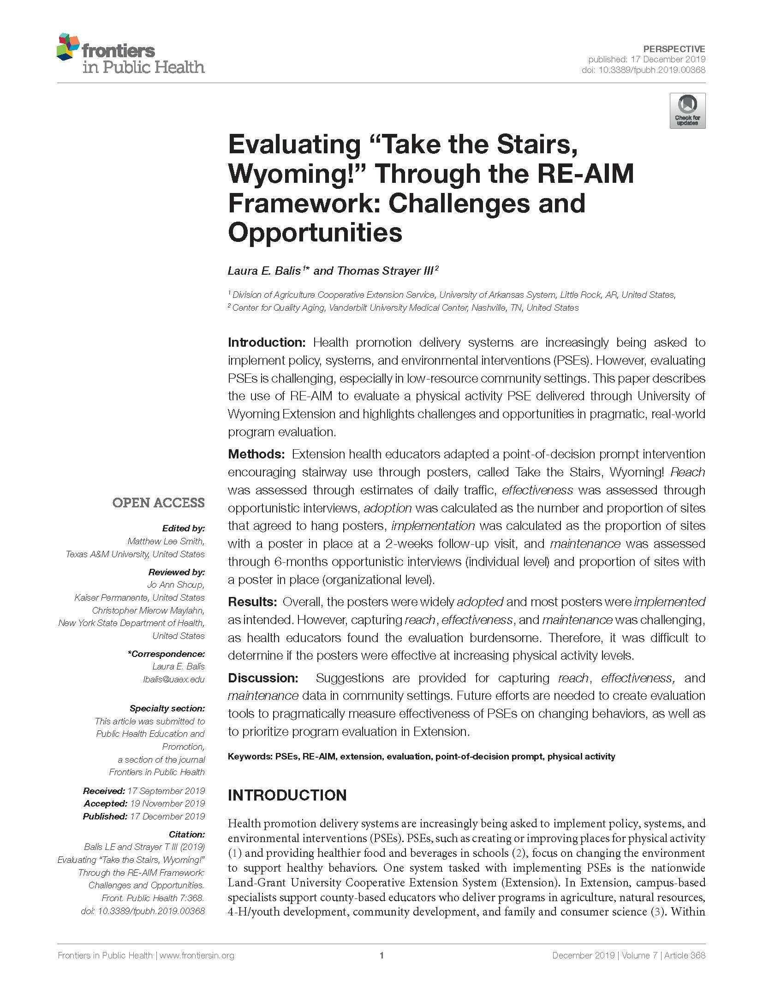 frontiers
in Public Health
PERSPECTIVE
published: 17 December 2019
doi: 10.3389/fpubh.2019.00368
Check for
updates
Evaluating “Take the Stairs,
Wyoming!” Through the RE-AIM
Framework: Challenges and
Opportunities
Laura E. Balis 1* and Thomas Strayer III 2
1 Division of Agriculture Cooperative Extension Service, University of Arkansas System, Little Rock, AR, United States,
2 Center for Quality Aging, Vanderbilt University Medical Center, Nashville, TN, United States
Introduction: Health promotion delivery systems are increasingly being asked to
implement policy, systems, and environmental interventions (PSEs). However, evaluating
PSEs is challenging, especially in low-resource community settings. This paper describes
the use of RE-AIM to evaluate a physical activity PSE delivered through University of
Wyoming Extension and highlights challenges and opportunities in pragmatic, real-world
program evaluation.
Methods: Extension health educators adapted a point-of-decision prompt intervention
encouraging stairway use through posters, called Take the Stairs, Wyoming! Reach
was assessed through estimates of daily traffic, effectiveness was assessed through
opportunistic interviews, adoption was calculated as the number and proportion of sites
that agreed to hang posters, implementation was calculated as the proportion of sites
with a poster in place at a 2-weeks follow-up visit, and maintenance was assessed
through 6-months opportunistic interviews (individual level) and proportion of sites with
a poster in place (organizational level).
Results: Overall, the posters were widely adopted and most posters were implemented
as intended. However, capturing reach, effectiveness, and maintenance was challenging,
as health educators found the evaluation burdensome. Therefore, it was difficult to
determine if the posters were effective at increasing physical activity levels.
Discussion: Suggestions are provided for capturing reach, effectiveness, and
maintenance data in community settings. Future efforts are needed to create evaluation
tools to pragmatically measure effectiveness of PSEs on changing behaviors, as well as
to prioritize program evaluation in Extension.
Keywords: PSEs, RE-AIM, extension, evaluation, point-of-decision prompt, physical activity
OPEN ACCESS
Edited by:
Matthew Lee Smith,
Texas A&M University, United States
Reviewed by:
Jo Ann Shoup,
Kaiser Permanente, United States
Christopher Mierow Maylahn,
New York State Department of Health,
United States
*Correspondence:
Laura E. Balis
lbalis@uaex.edu
Specialty section:
This article was submitted to
Public Health Education and
Promotion,
a section of the journal
Frontiers in Public Health
Received: 17 September 2019
Accepted: 19 November 2019
Published: 17 December 2019
Citation:
Balis LE and Strayer T III (2019)
Evaluating “Take the Stairs, Wyoming!”
Through the RE-AIM Framework:
Challenges and Opportunities.
Front. Public Health 7:368.
doi: 10.3389/fpubh.2019.00368
INTRODUCTION
Health promotion delivery systems are increasingly being asked to implement policy, systems, and
environmental interventions (PSEs). PSEs, such as creating or improving places for physical activity
(1) and providing healthier food and beverages in schools (2), focus on changing the environment
to support healthy behaviors. One system tasked with implementing PSEs is the nationwide
Land-Grant University Cooperative Extension System (Extension). In Extension, campus-based
specialists support county-based educators who deliver programs in agriculture, natural resources,
4-H/youth development, community development, and family and consumer science (3). Within
Frontiers in Public Health | www.frontiersin.org
1
December 2019 | Volume 7 | Article 368